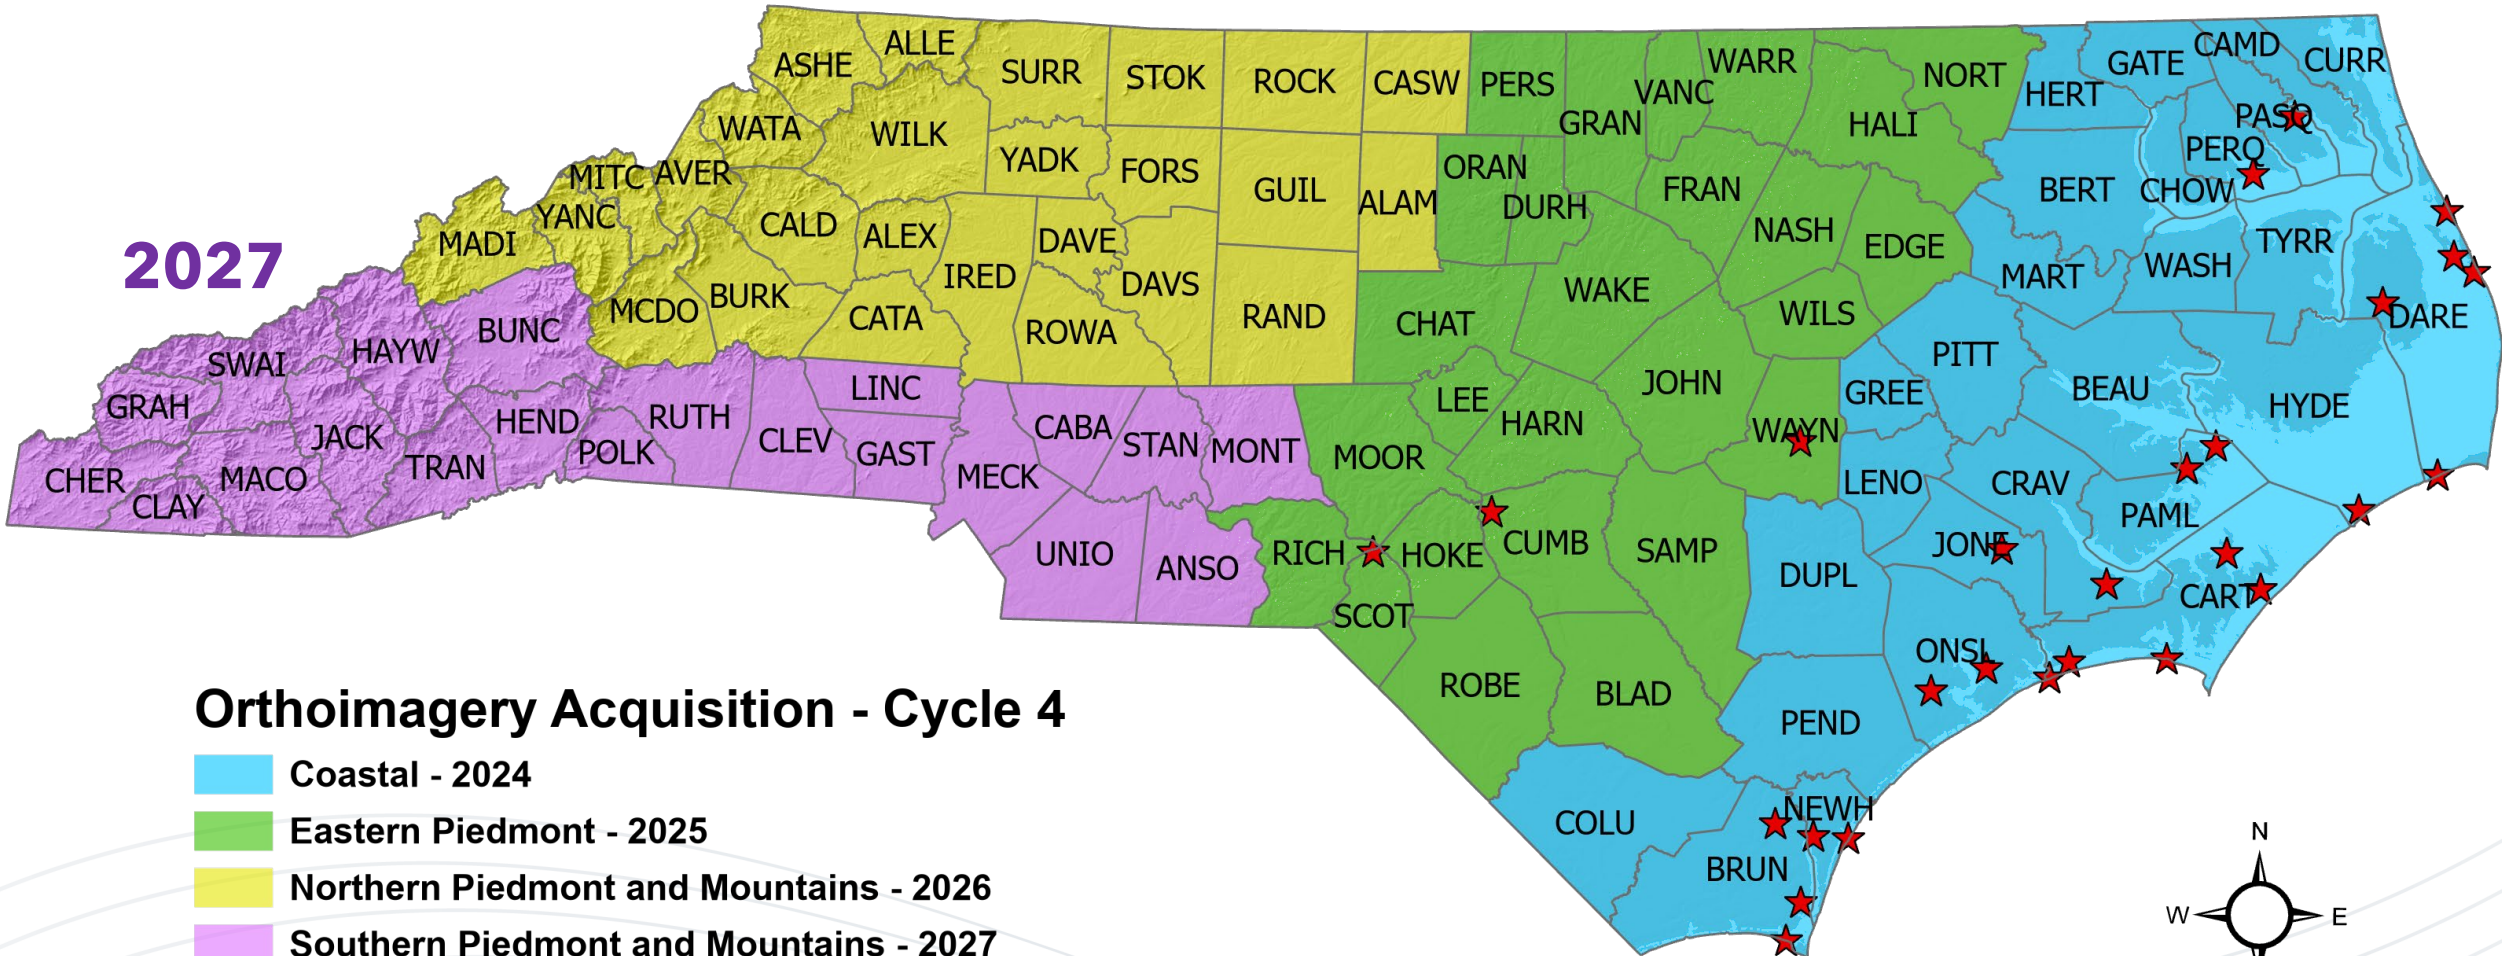 ASHE
ALLE
SURR
STOK
ROCK
CASW
PERS
GRAN
VANC
WARR
HALI
NORT
HERT
GATE
CAMD
CURR
WATA
WILK
YADK
FORS
GUIL
ALAM
ORAN
DURH
FRAN
NASH
EDGE
BERT
CHOW
PERQ
PASQ
MITC
AVER
YANC
MADI
CALD
ALEX
IRED
DAVE
DAVS
RAND
CHAT
WAKE
WILS
MART
WASH
TYRR
DARE
2027
MCDO
BURK
CATA
ROWA
BUNC
HAYW
SWAI
GRAH
JACK
HEND
RUTH
POLK
CLEV
LINC
GAST
CABA
STAN
MONT
MOOR
LEE
HARN
JOHN
WAYN
GREE
PITT
BEAU
HYDE
CHER
CLAY
MACO
TRAN
MECK
UNIO
ANSO
RICH
SCOT
HOKE
CUMB
SAMP
DUPL
LENO
JONE
CRAV
PAML
CART
ONSL
ROBE
BLAD
PEND
COLU
NEWH
BRUN
Orthoimagery Acquisition - Cycle 4
Coastal - 2024
Eastern Piedmont - 2025
Northern Piedmont and Mountains - 2026
Southern Piedmont and Mountains - 2027
N
W
E